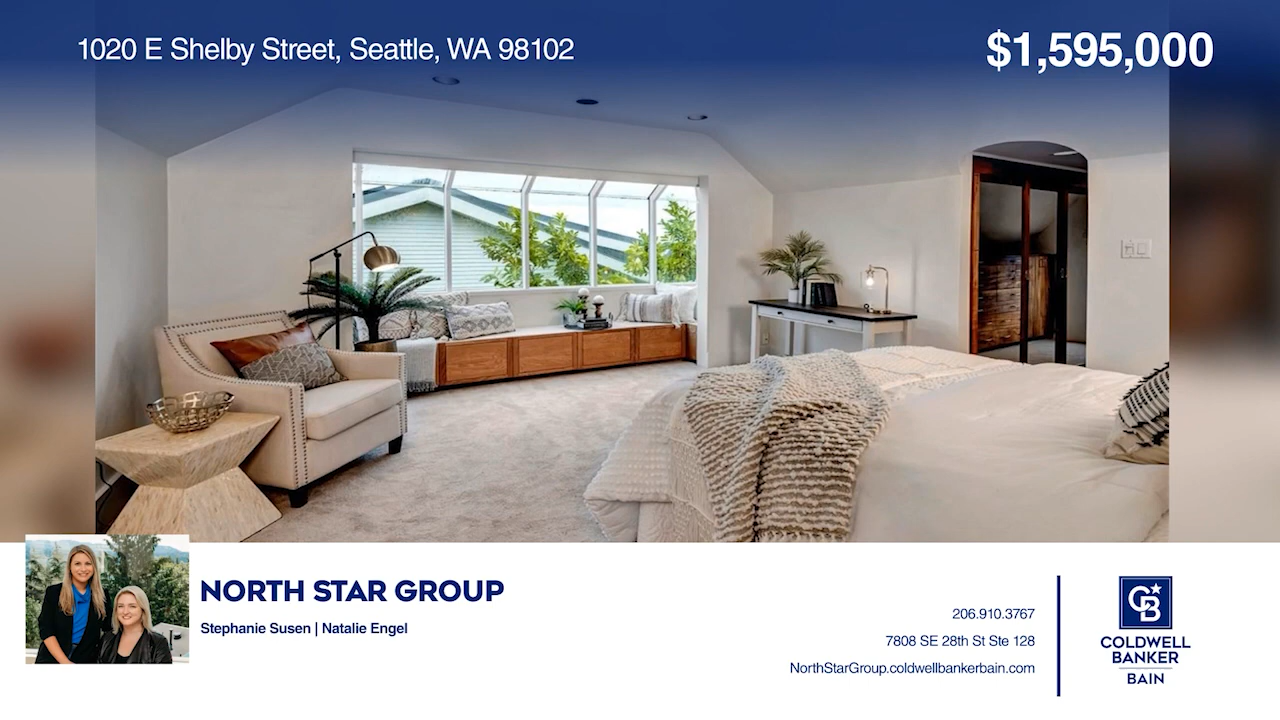 1020 E Shelby Street, Seattle, WA 98102
$1,595,000
NORTH STAR GROUP
Stephanie Susen | Natalie Engel
206.910.3767
7808 SE 28th St Ste 128
NorthStarGroup.coldwellbankerbain.com
CB
COLDWELL
BANKER
BAIN